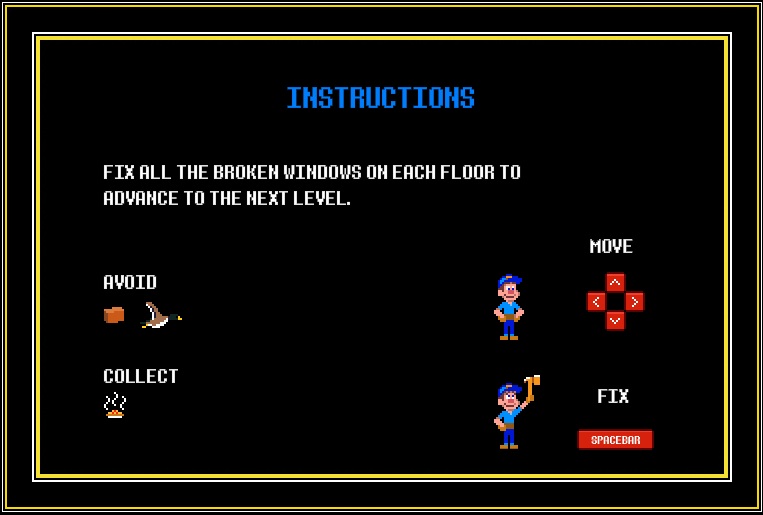 INSTRUCTIONS
FIX ALL THE BROKEN WINDOWS ON EACH FLOOR TO
ADVANCE TO THE NEXT LEVEL.
MOVE
AVOID
COLLECT
FIX
SPACEBAR